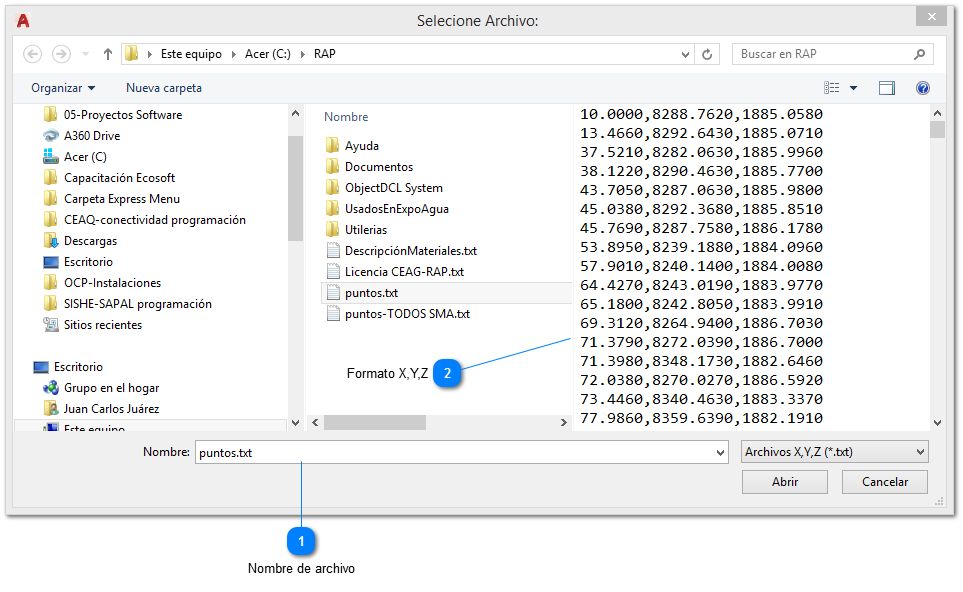 Selecione Archivo:
Este equipo
Acer (C:)
RAP
Buscar en RAP
Organizar
Nueva carpeta
05-Proyectos Software
A360 Drive
Acer (C)
Capacitación Ecosoft
Carpeta Express Menu
CEAQ-conectividad programación
Descargas
Escritorio
OCP-Instalaciones
SISHE-SAPAL programación
Sitios recientes
Escritorio
Grupo en el hogar
Juan Carlos Juárez
Este equipo
Nombre
Ayuda
Documentos
ObjectDCL System
UsadosEnExpoAgua
Utilerias
DescripciónMateriales.txt
Licencia CEAG-RAP.txt
puntos.txt
puntos-TODOS SMA.txt
Formato X,Y,Z
2
10.0000,8288.7620,1885.0580
13.4660,8292.6430,1885.0710
37.5210,8282.0630,1885.9960
38.1220,8290.4630,1885.7700
43.7050,8287.0630,1885.9800
45.0380,8292.3680,1885.8510
45.7690,8287.7580,1886.1780
53.8950,8239.1880,1884.0960
57.9010,8240.1400,1884.0080
64.4270,8243.0190,1883.9770
65.1800,8242.8050,1883.9910
69.3120,8264.9400,1886.7030
71.3790,8272.0390,1886.7000
71.3980,8348.1730,1882.6460
72.0380,8270.0270,1886.5920
73.4460,8340.4630,1883.3370
77.9860,8359.6390,1882.1910
Nombre:
puntos.txt
Archivos X,Y,Z (*.txt)
Abrir
Cancelar
1
Nombre de archivo